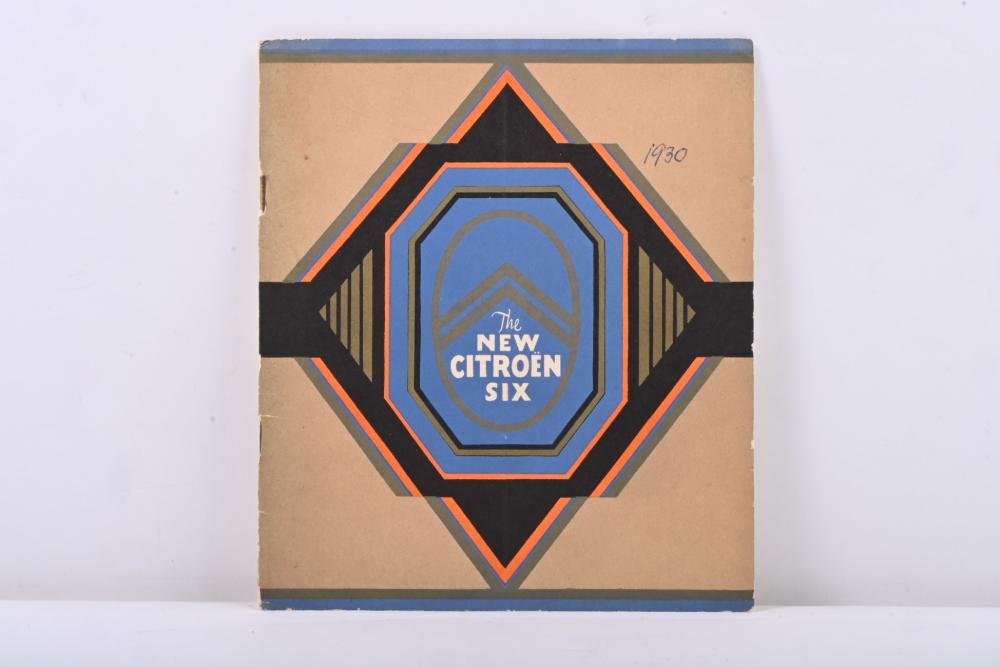 1930
The
NEW
CITROËN
SIX